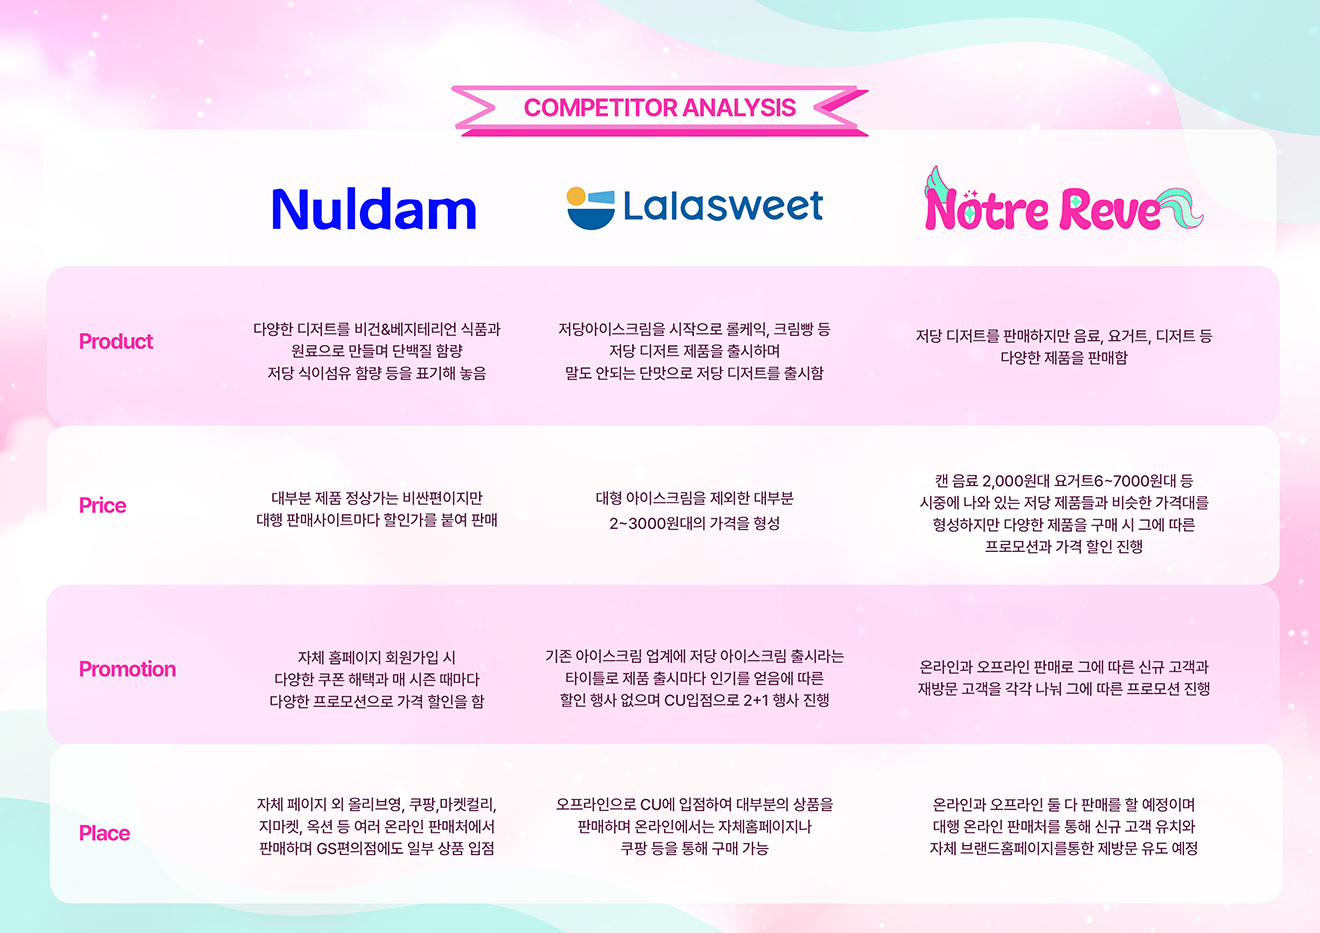 COMPETITOR ANALYSIS
Nuldam
Lalasweet
Notre Reve
Product
다양한 디저트를 비건&베지테리언 식품과
원료으로 만들며 단백질 함량
저당 식이섬유 함량 등을 표기해 놓음
저당아이스크림을 시작으로 롤케익, 크림빵 등
저당 디저트 제품을 출시하며
말도 안되는 단맛으로 저당 디저트를 출시함
저당 디저트를 판매하지만 음료, 요거트, 디저트 등
다양한 제품을 판매함
Price
대부분 제품 정상가는 비싼편이지만
대행 판매사이트마다 할인가를 붙여 판매
대형 아이스크림을 제외한 대부분
2~3000원대의 가격을 형성
캔 음료 2,000원대 요거트6~7000원대 등
시중에 나와 있는 저당 제품들과 비슷한 가격대를
형성하지만 다양한 제품을 구매 시 그에 따른
프로모션과 가격 할인 진행
Promotion
자체 홈페이지 회원가입 시
다양한 쿠폰 해택과 매 시즌 때마다
다양한 프로모션으로 가격 할인을 함
기존 아이스크림 업계에 저당 아이스크림 출시라는
타이틀로 제품 출시마다 인기를 얻음에 따른
할인 행사 없으며 CU입점으로 2+1 행사 진행
온라인과 오프라인 판매로 그에 따른 신규 고객과
재방문 고객을 각각 나눠 그에 따른 프로모션 진행
Place
자체 페이지 외 올리브영, 쿠팡,마켓컬리,
지마켓, 옥션 등 여러 온라인 판매처에서
판매하며 GS편의점에도 일부 상품 입점
오프라인으로 CU에 입점하여 대부분의 상품을
판매하며 온라인에서는 자체홈페이지나
쿠팡 등을 통해 구매 가능
온라인과 오프라인 둘 다 판매를 할 예정이며
대행 온라인 판매처를 통해 신규 고객 유치와
자체 브랜드홈페이지를통한 제방문 유도 예정